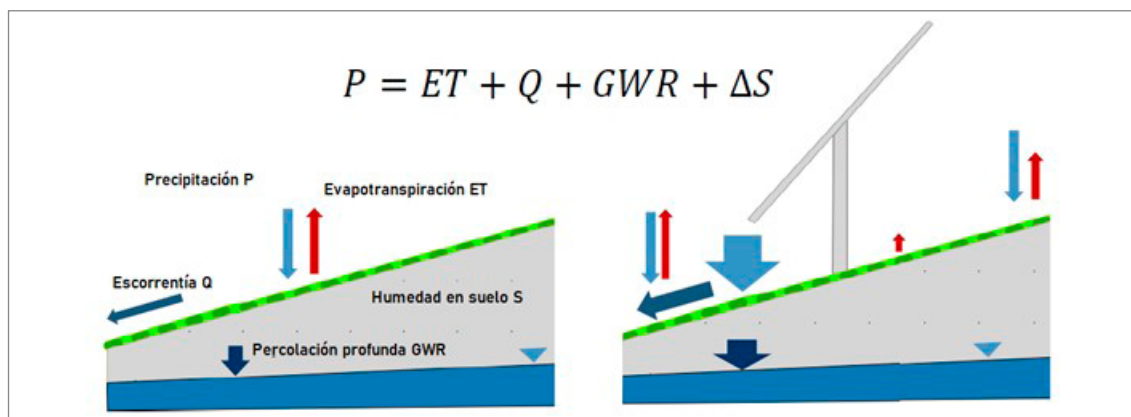 P = ET + Q + GWR + ΔS
Precipitación P
Evapotranspiración ET
Escorrentía Q
Humedad en suelo S
Percolación profunda GWR